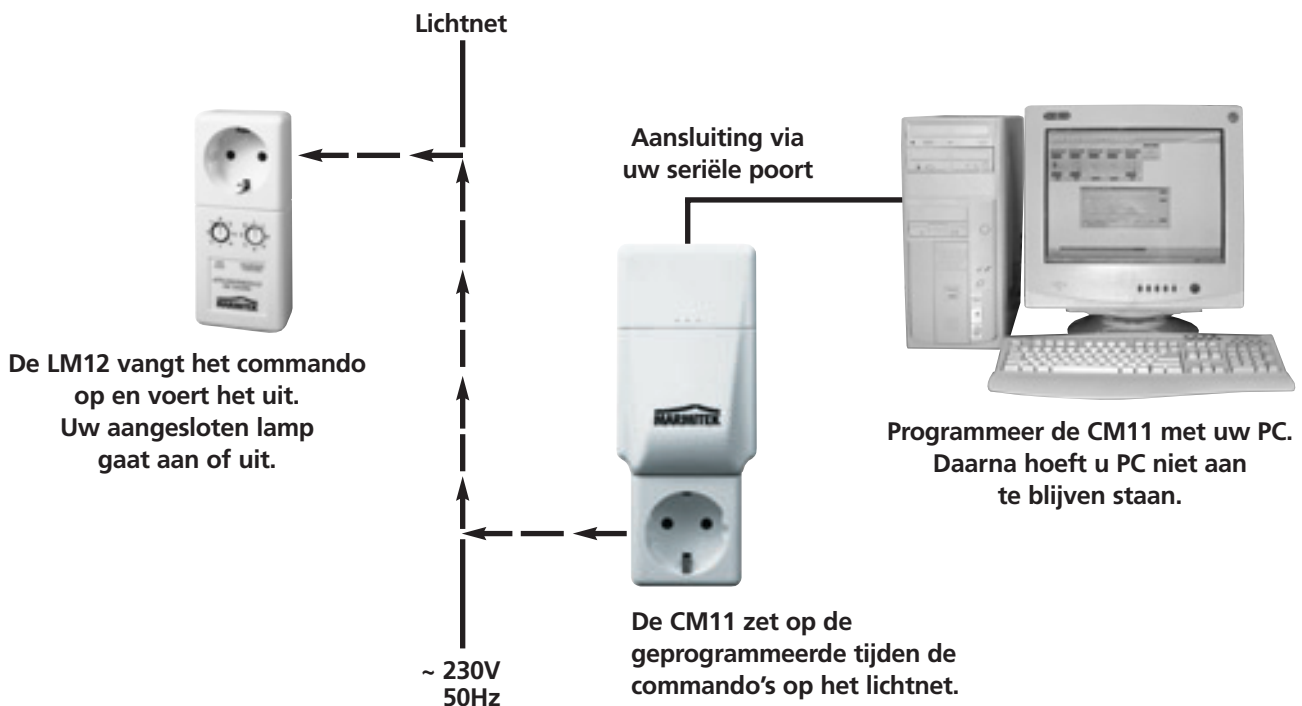 Lichtnet
Aansluiting via
uw seriële poort
MARMITEK
De LM12 vangt het commando
op en voert het uit.
Uw aangesloten lamp
gaat aan of uit.
MARMITEK
Programmeer de CM11 met uw PC.
Daarna hoeft u PC niet aan
te blijven staan.
De CM11 zet op de
geprogrammeerde tijden de
commando's op het lichtnet.
~ 230V
50Hz